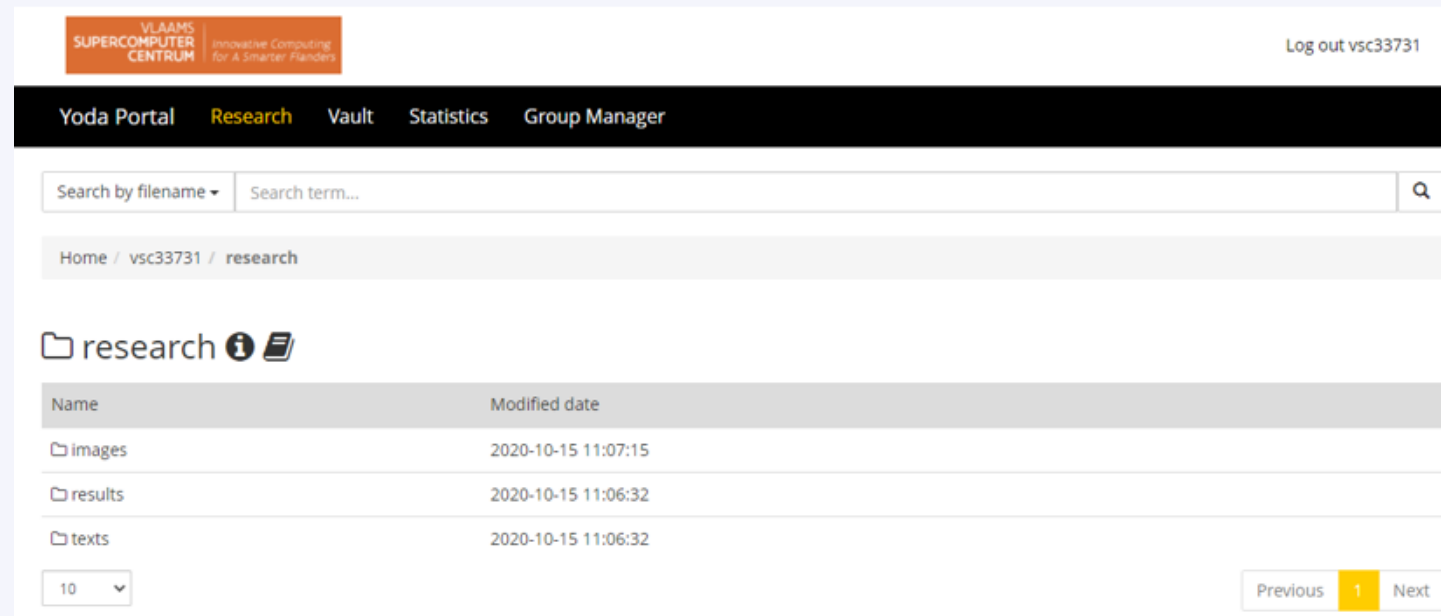 VLAAMS
SUPERCOMPUTER
CENTRUM
Innovative Computing
for A Smarter Flanders
Log out vsc33731
Yoda Portal Research Vault Statistics Group Manager
Search by filename Search term...
Home / vsc33731 / research
research
Name Modified date
images 2020-10-15 11:07:15
results 2020-10-15 11:06:32
texts 2020-10-15 11:06:32
10 Previous 1 Next